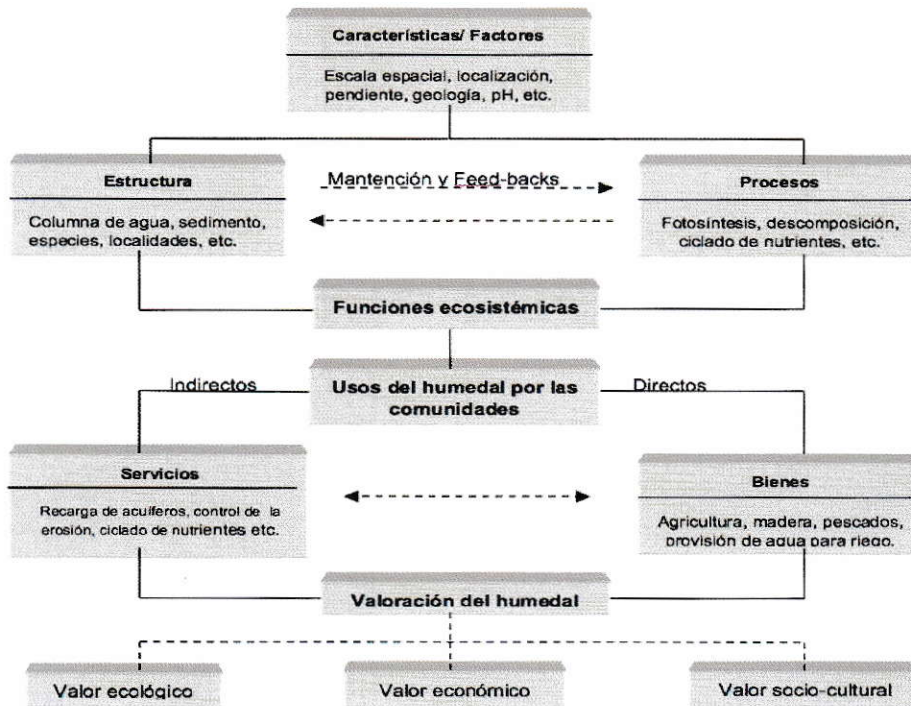 Características/ Factores
Escala espacial, localización,
pendiente, geología, pH, etc.
Estructura
Columna de agua, sedimento,
especies, localidades, etc.
Mantención y Feed-backs
Procesos
Fotosíntesis, descomposición,
ciclado de nutrientes, etc.
Funciones ecosistémicas
Indirectos
Usos del humedal por las
comunidades
Directos
Servicios
Recarga de acuíferos, control de la
erosión, ciclado de nutrientes etc.
Bienes
Agricultura, madera, pescados,
provisión de agua para riego.
Valoración del humedal
Valor ecológico
Valor económico
Valor socio-cultural